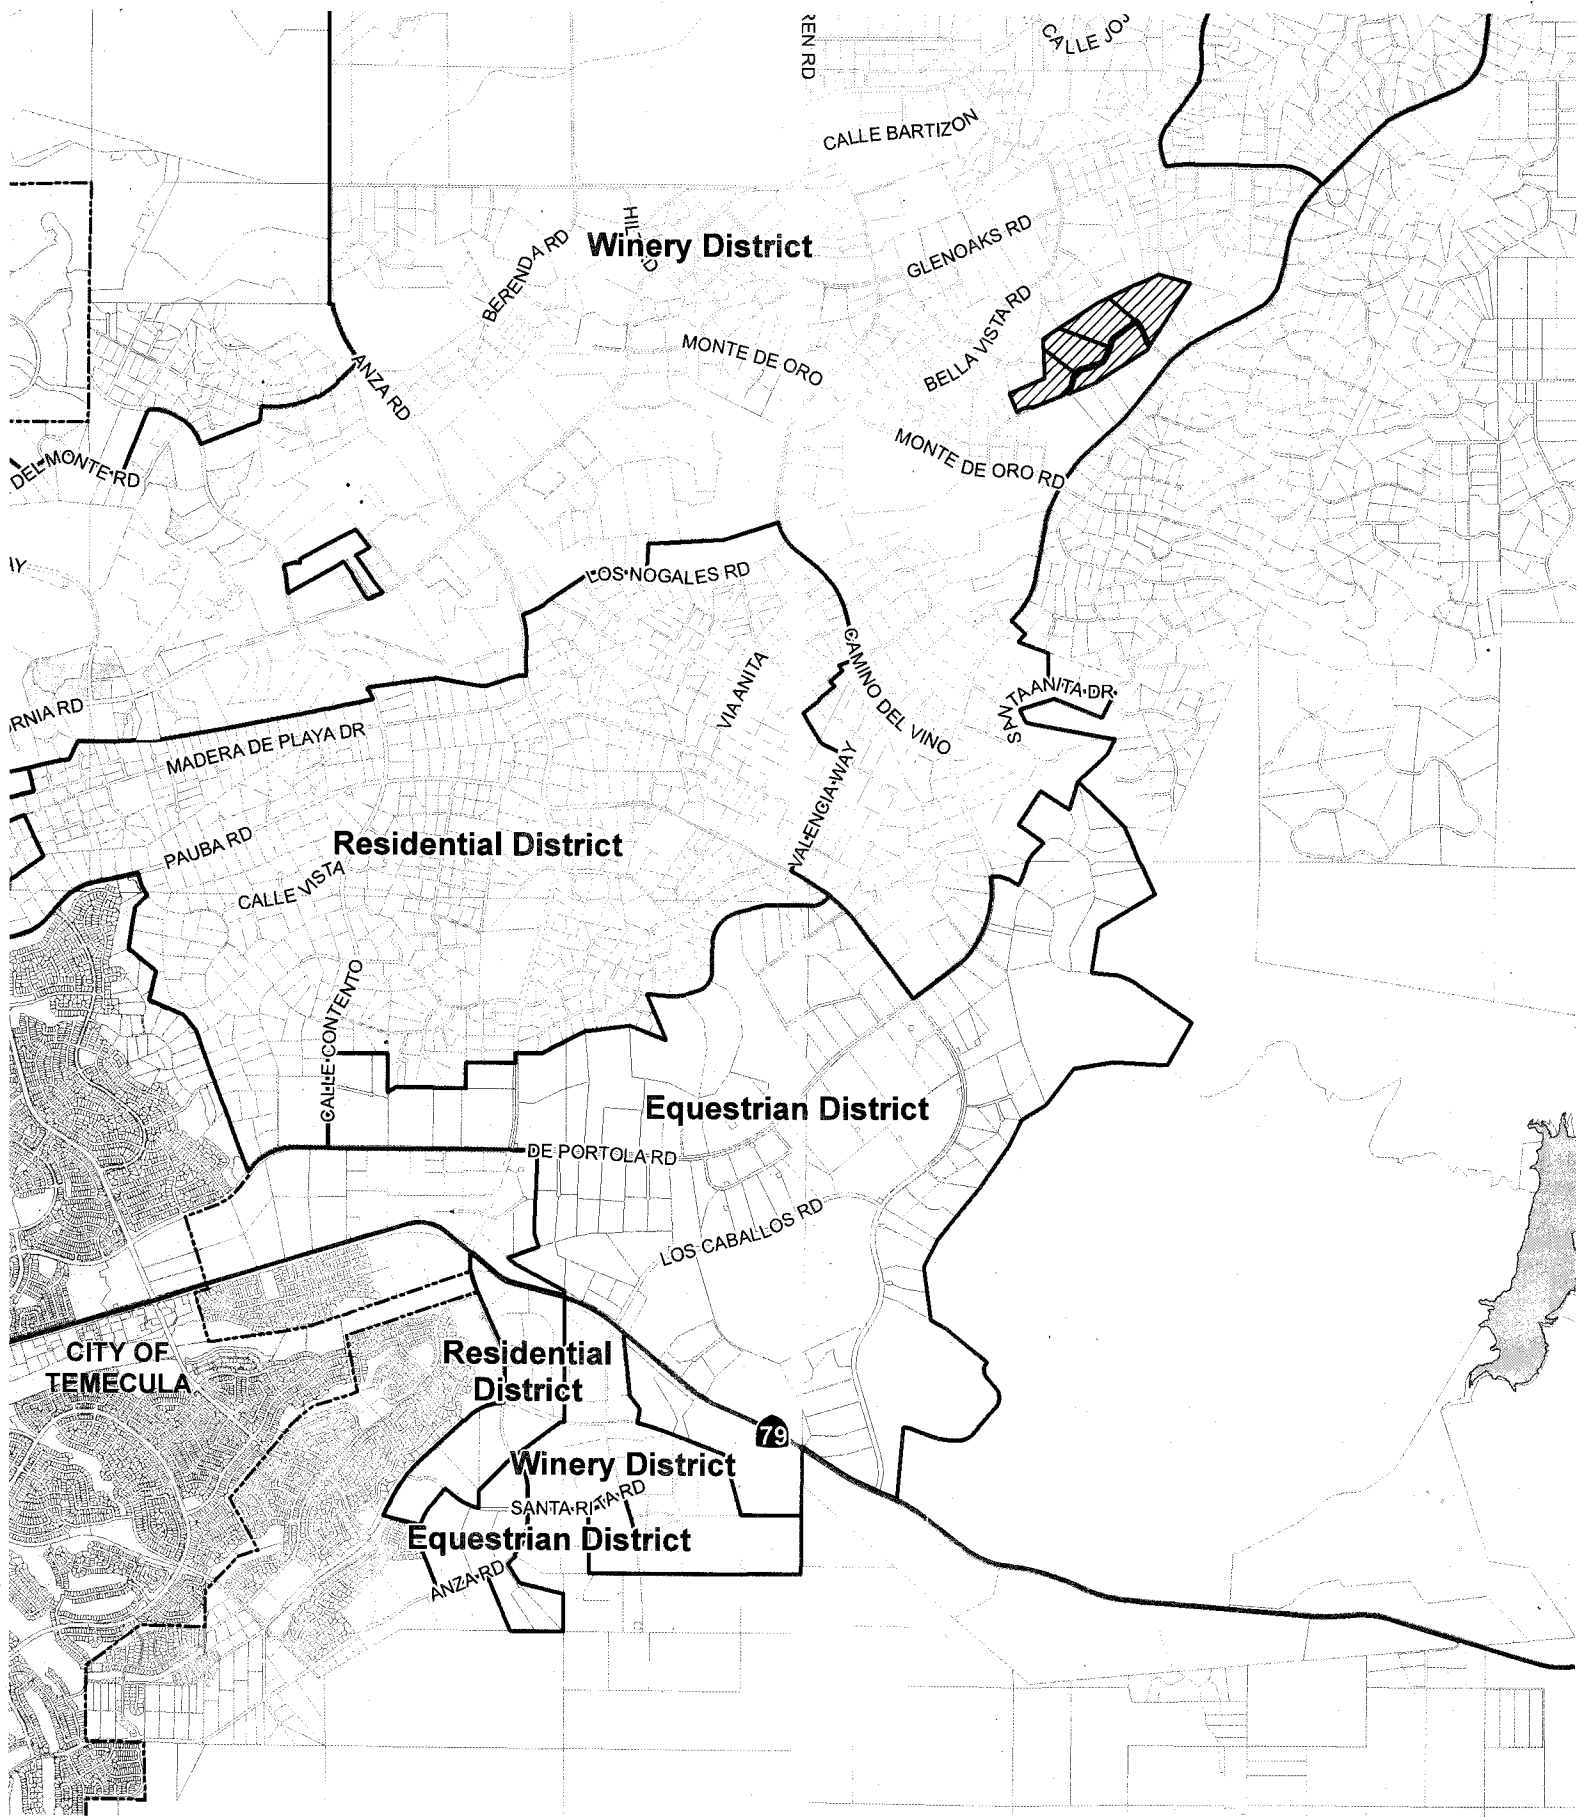 CALLE BARTIZON
Winery District
BERENDA RD
GLENOAKS RD
BELLA VISTA RD
MONTE DE ORO
ANZA RD
MONTE DE ORO RD
DEL MONTE RD
LOS NOGALES RD
CAMINO DEL VINO
VIA ANITA
SANTA ANITA DR
MADERA DE PLAYA DR
VALENCIA WAY
PAUBA RD
Residential District
CALLE VISTA
CALLE CONTENTO
Equestrian District
DE PORTOLA RD
LOS CABALLOS RD
CITY OF
TEMECULA
Residential
District
79
Winery District
SANTA RITA RD
Equestrian District
ANZA RD